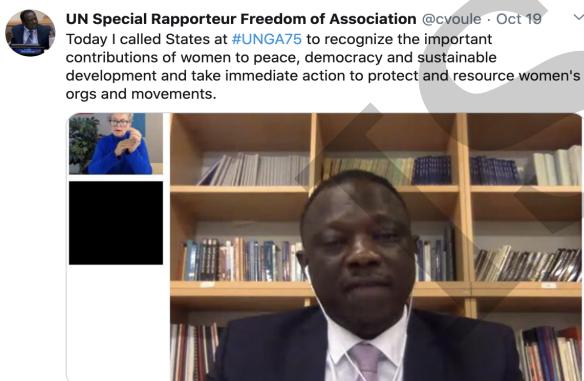 UN Special Rapporteur Freedom of Association @cvoule · Oct 19
Today I called States at #UNGA75 to recognize the important
contributions of women to peace, democracy and sustainable
development and take immediate action to protect and resource women's
orgs and movements.